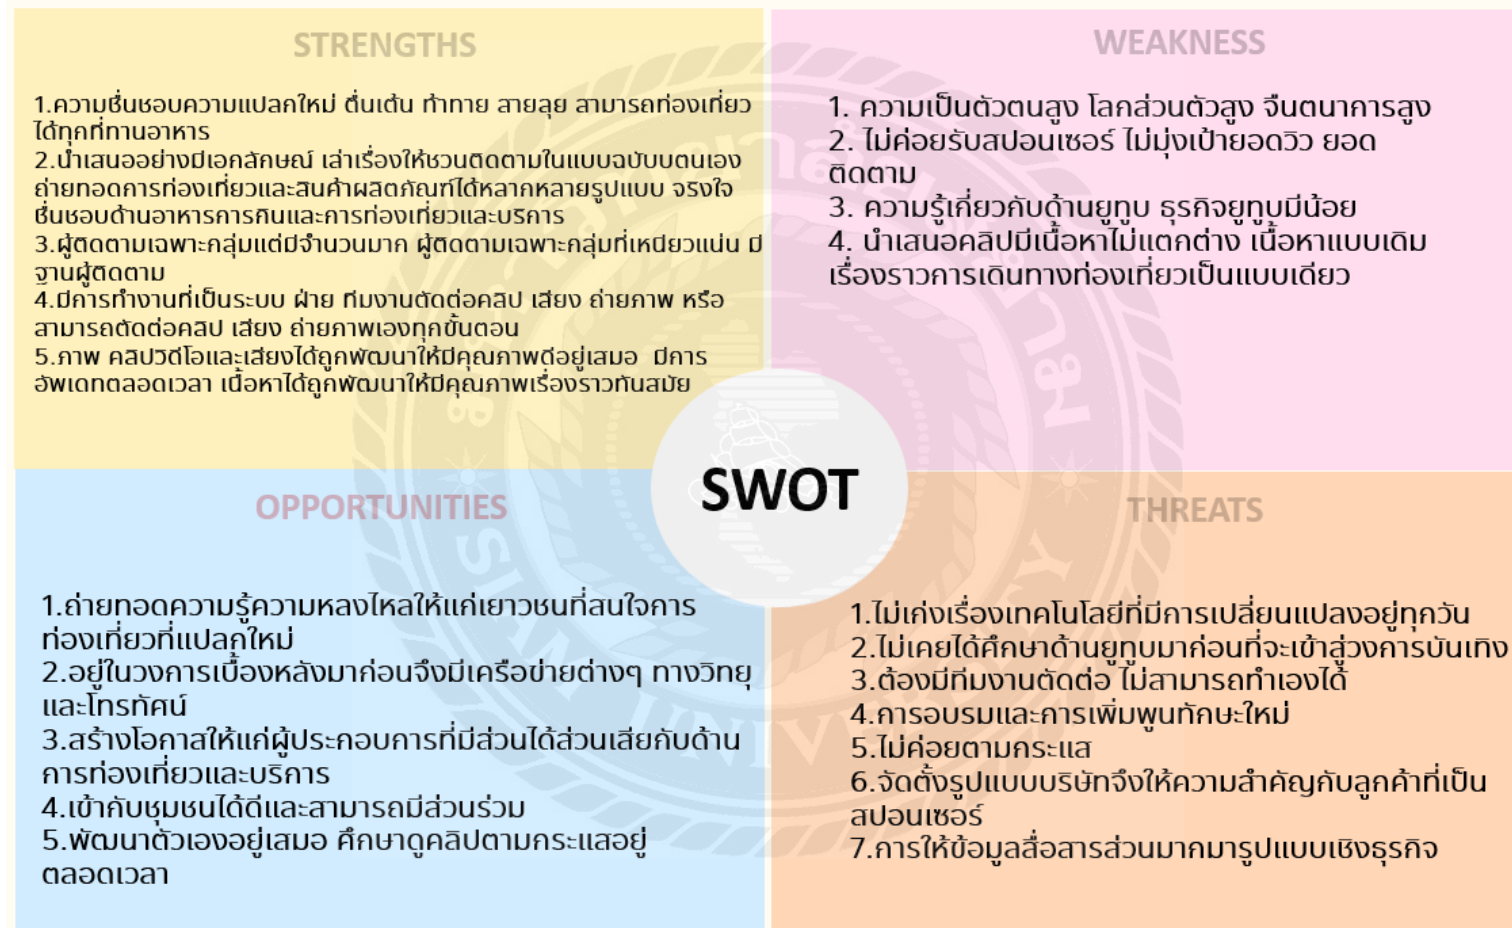 STRENGTHS
1.ความชื่นชอบความแปลกใหม่ ตื่นเต้น ท้าทาย สายลุย สามารถท่องเที่ยว
ได้ทุกที่ทานอาหาร
2.นำเสนออย่างมีเอกลักษณ์ เล่าเรื่องให้ชวนติดตามในแบบฉบับบตนเอง
ถ่ายทอดการท่องเที่ยวและสินค้าผลิตภัณฑ์ได้หลากหลายรูปแบบ จริงใจ
ชื่นชอบด้านอาหารการกินและการท่องเที่ยวและบริการ
3.ผู้ติดตามเฉพาะกลุ่มแต่มีจำนวนมาก ผู้ติดตามเฉพาะกลุ่มที่เหนียวแน่น มี
ฐานผู้ติดตาม
4.มีการทำงานที่เป็นระบบ ฝ่าย ทีมงานตัดต่อคลิป เสียง ถ่ายภาพ หรือ
สามารถตัดต่อคลิป เสียง ถ่ายภาพเองทุกขั้นตอน
5.ภาพ คลิปวิดีโอและเสียงได้ถูกพัฒนาให้มีคุณภาพดีอยู่เสมอ มีการ
อัพเดทตลอดเวลา เนื้อหาได้ถูกพัฒนาให้มีคุณภาพเรื่องราวทันสมัย
WEAKNESS
1. ความเป็นตัวตนสูง โลกส่วนตัวสูง จืนตนาการสูง
2. ไม่ค่อยรับสปอนเซอร์ ไม่มุ่งเป้ายอดวิว ยอด
ติดตาม
3. ความรู้เกี่ยวกับด้านยูทูบ ธุรกิจยูทูบมีน้อย
4. นำเสนอคลิปมีเนื้อหาไม่แตกต่าง เนื้อหาแบบเดิม
เรื่องราวการเดินทางท่องเที่ยวเป็นแบบเดียว
SWOT
OPPORTUNITIES
1.ถ่ายทอดความรู้ความหลงไหลให้แก่เยาวชนที่สนใจการ
ท่องเที่ยวที่แปลกใหม่
2.อยู่ในวงการเบื้องหลังมาก่อนจึงมีเครือข่ายต่างๆ ทางวิทยุ
และโทรทัศน์
3.สร้างโอกาสให้แก่ผู้ประกอบการที่มีส่วนได้ส่วนเสียกับด้าน
การท่องเที่ยวและบริการ
4.เข้ากับชุมชนได้ดีและสามารถมีส่วนร่วม
5.พัฒนาตัวเองอยู่เสมอ ศึกษาดูคลิปตามกระแสอยู่
ตลอดเวลา
THREATS
1.ไม่เก่งเรื่องเทคโนโลยีที่มีการเปลี่ยนแปลงอยู่ทุกวัน
2.ไม่เคยได้ศึกษาด้านยูทูบมาก่อนที่จะเข้าสู่วงการบันเทิง
3.ต้องมีทีมงานตัดต่อ ไม่สามารถทำเองได้
4.การอบรมและการเพิ่มพูนทักษะใหม่
5.ไม่ค่อยตามกระแส
6.จัดตั้งรูปแบบบริษัทจึงให้ความสำคัญกับลูกค้าที่เป็น
สปอนเซอร์
7.การให้ข้อมูลสื่อสารส่วนมากมารูปแบบเชิงธุรกิจ
มหาวิทยาลัยสยาม
SIAM UNIVERSITY